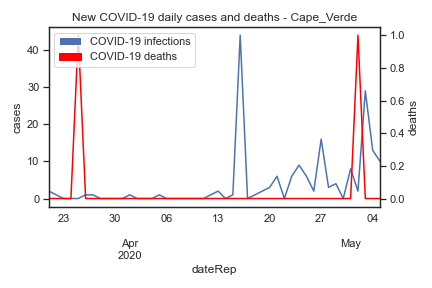 New COVID-19 daily cases and deaths - Cape_Verde
COVID-19 infections
COVID-19 deaths
cases
40
30
20
10
0
deaths
1.0
0.8
0.6
0.4
0.2
0.0
23 30 06 13 20 27 04
Apr May
2020
dateRep